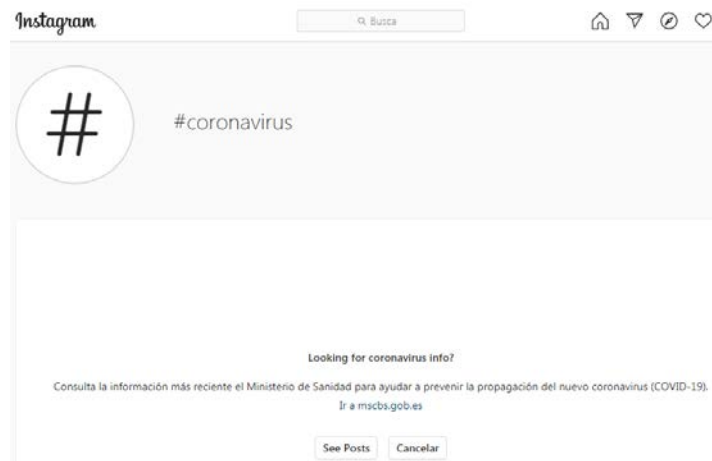 Instagram
Busca
#
#coronavirus
Looking for coronavirus info?
Consulta la información más reciente el Ministerio de Sanidad para ayudar a prevenir la propagación del nuevo coronavirus (COVID-19).
Ir a mscbs.gob.es
See Posts Cancelar